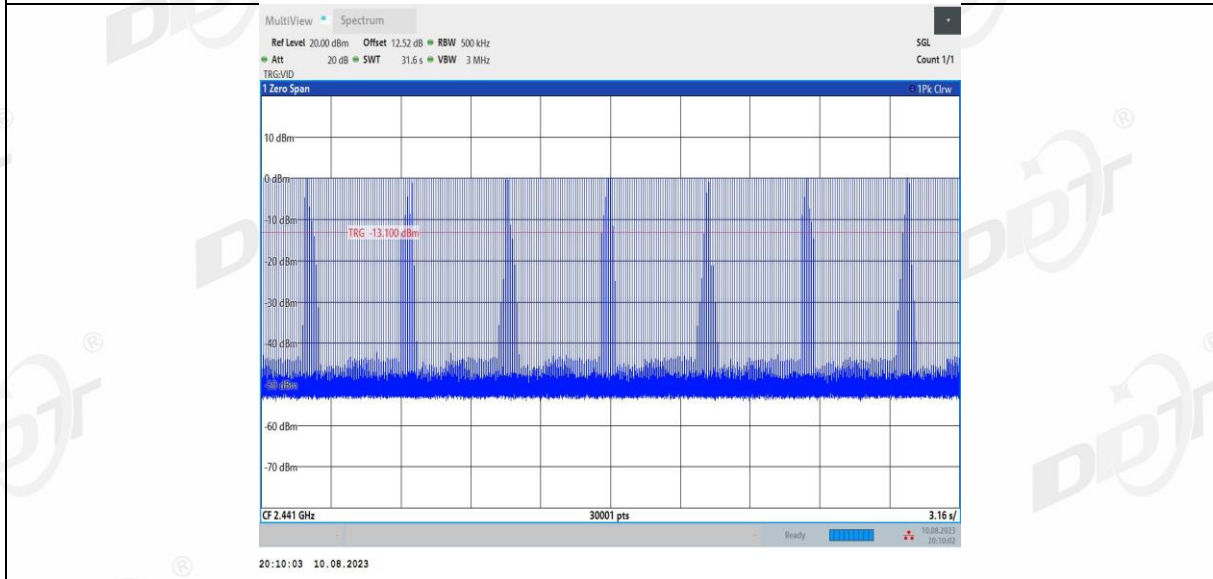 MultiView Spectrum
Ref Level 20.00 dBm Offset 12.52 dB RBW 500 kHz SGL
Att 20 dB SWT 31.6 s VBW 3 MHz Count 1/1
TRG:VID
1 Zero Span 1Pk Clrw
10 dBm
0 dBm
-10 dBm
TRG -13.100 dBm
-20 dBm
-30 dBm
-40 dBm
-50 dBm
-60 dBm
-70 dBm
CF 2.441 GHz 30001 pts 3.16 s/
Ready 10.08.2023
20:10:02
20:10:03 10.08.2023